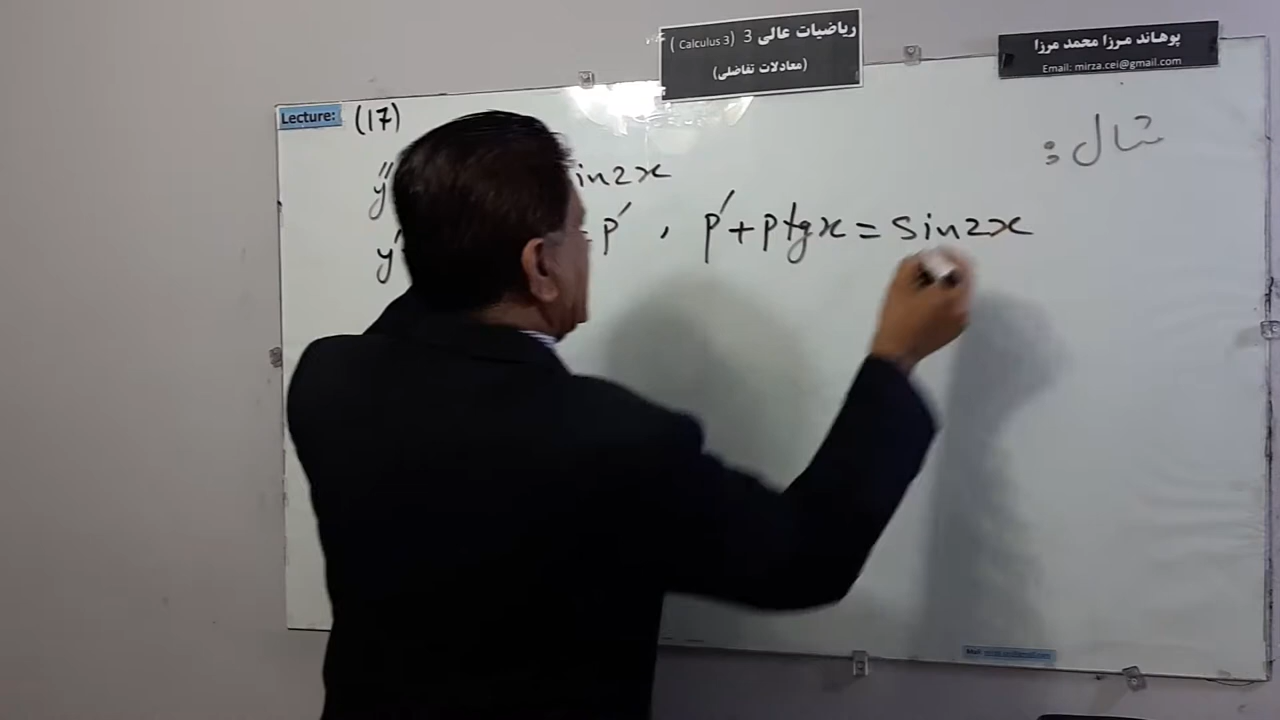 ریاضیات عالی 3 (Calculus 3)
(معادلات تفاضلی)
پوهاند مرزا محمد مرزا
Email: mirza.cei@gmail.com
Lecture: (17)
مثال:
y'' in2x
y' p' , p'+ptgx=sin2x